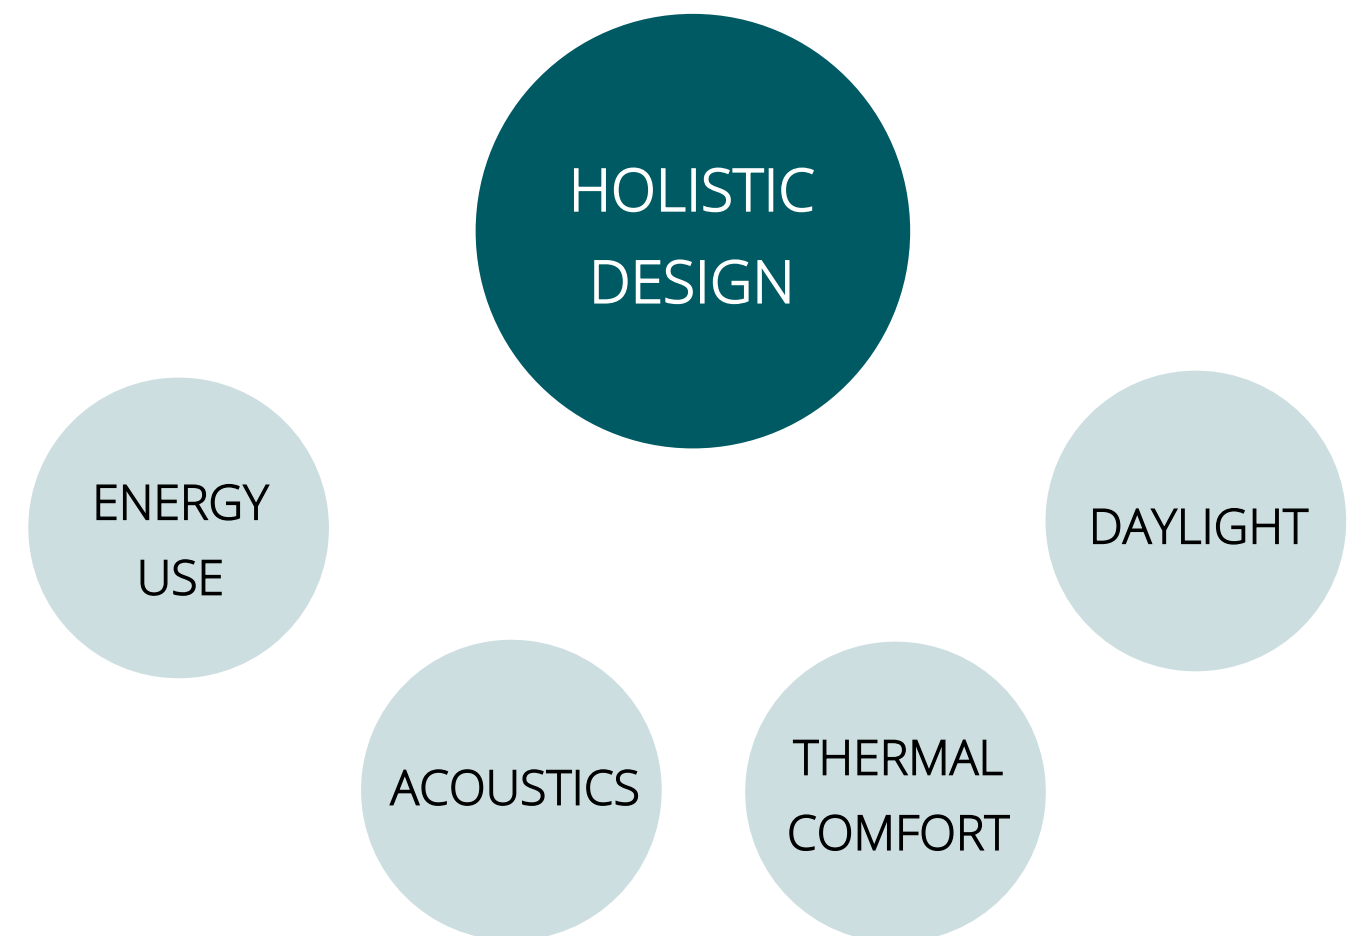 HOLISTIC
DESIGN
ENERGY
USE
DAYLIGHT
ACOUSTICS
THERMAL
COMFORT